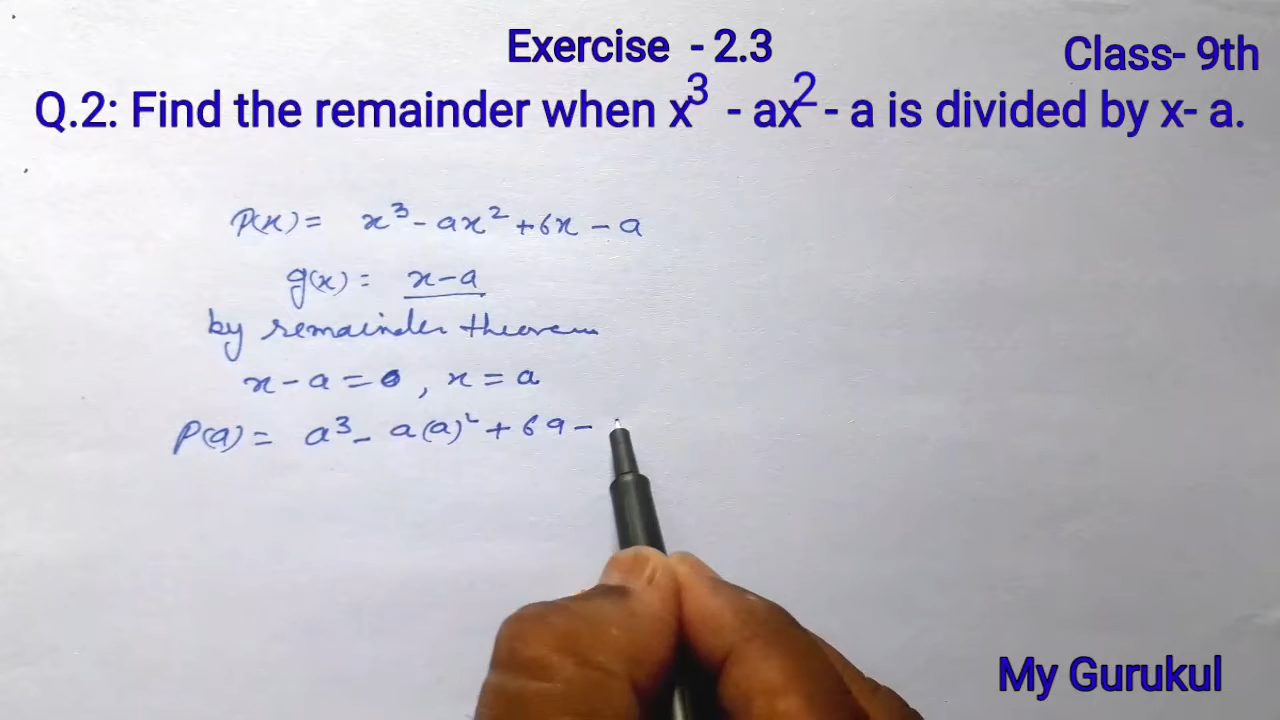 Exercise - 2.3
Class- 9th
Q.2: Find the remainder when x³ - ax² - a is divided by x- a.
P(x) = x³ - ax² + 6x - a
g(x) = x-a
by remainder theorem
x - a = 0, x = a
P(a) = a³ - a(a)² + 6a -
My Gurukul